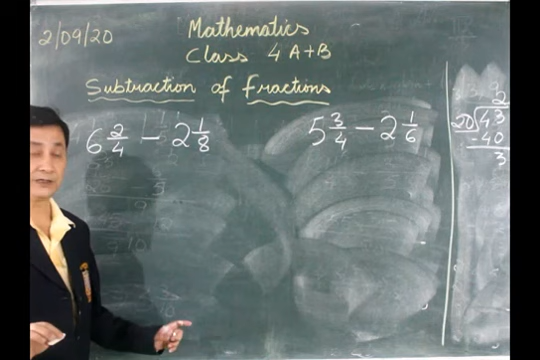 2/09/20
Mathematics
Class 4 A+B
Subtraction of fractions
6 2/4 − 2 1/8
5 3/4 − 2 1/6
2
20 43
-40
3